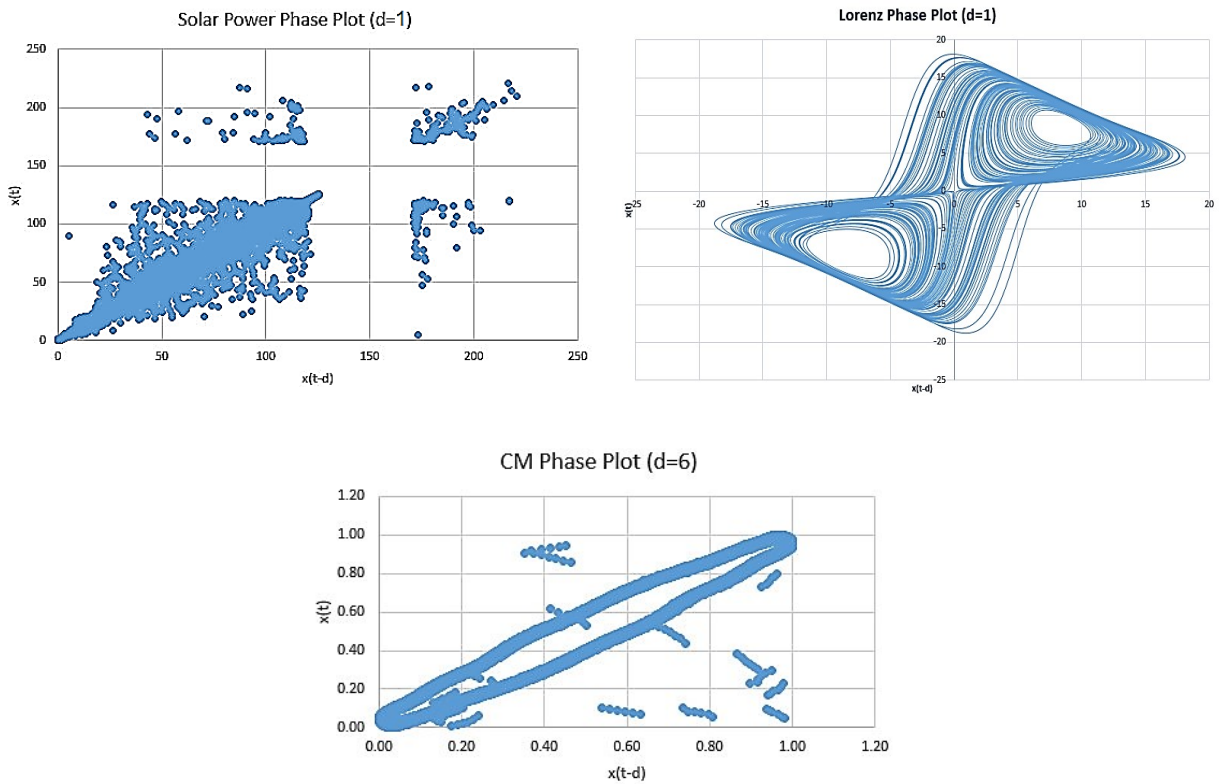 Solar Power Phase Plot (d=1)
250
200
150
100
50
0
x(t)
0 50 100 150 200 250
x(t-d)
Lorenz Phase Plot (d=1)
20
15
10
5
0
-5
-10
-15
-20
-25
x(t)
-25 -20 -15 -10 -5 0 5 10 15 20
x(t-d)
CM Phase Plot (d=6)
1.20
1.00
0.80
0.60
0.40
0.20
0.00
x(t)
0.00 0.20 0.40 0.60 0.80 1.00 1.20
x(t-d)